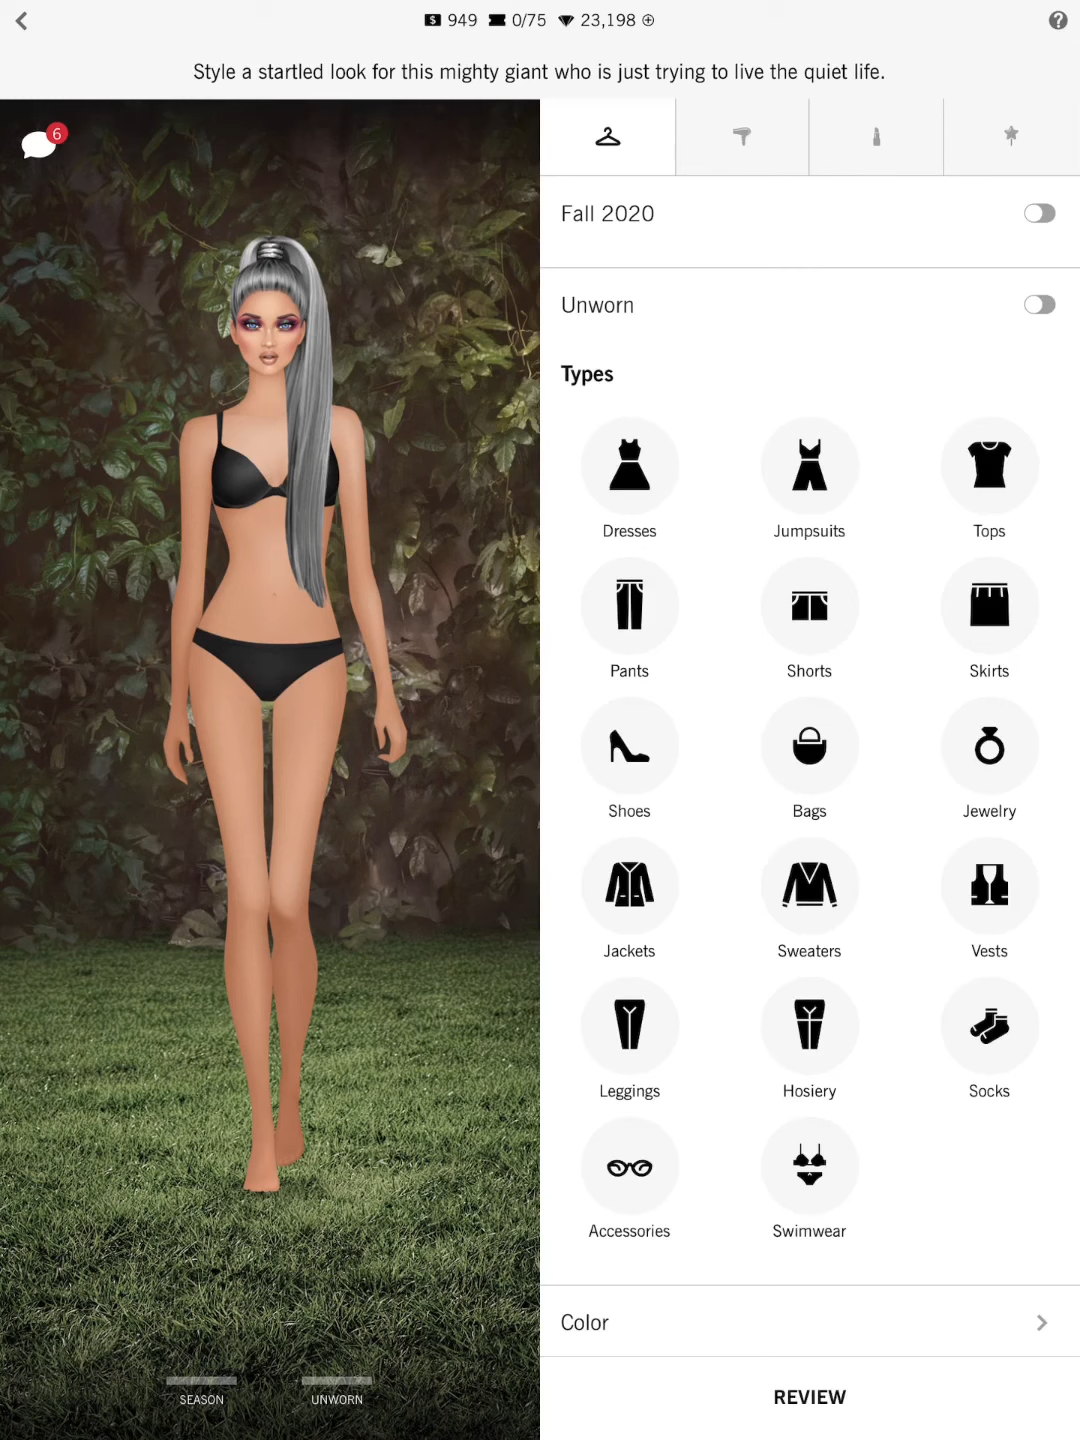 $ 949 0/75 23,198
?
Style a startled look for this mighty giant who is just trying to live the quiet life.
6
Fall 2020
Unworn
Types
Dresses
Jumpsuits
Tops
Pants
Shorts
Skirts
Shoes
Bags
Jewelry
Jackets
Sweaters
Vests
Leggings
Hosiery
Socks
Accessories
Swimwear
Color
REVIEW
SEASON
UNWORN